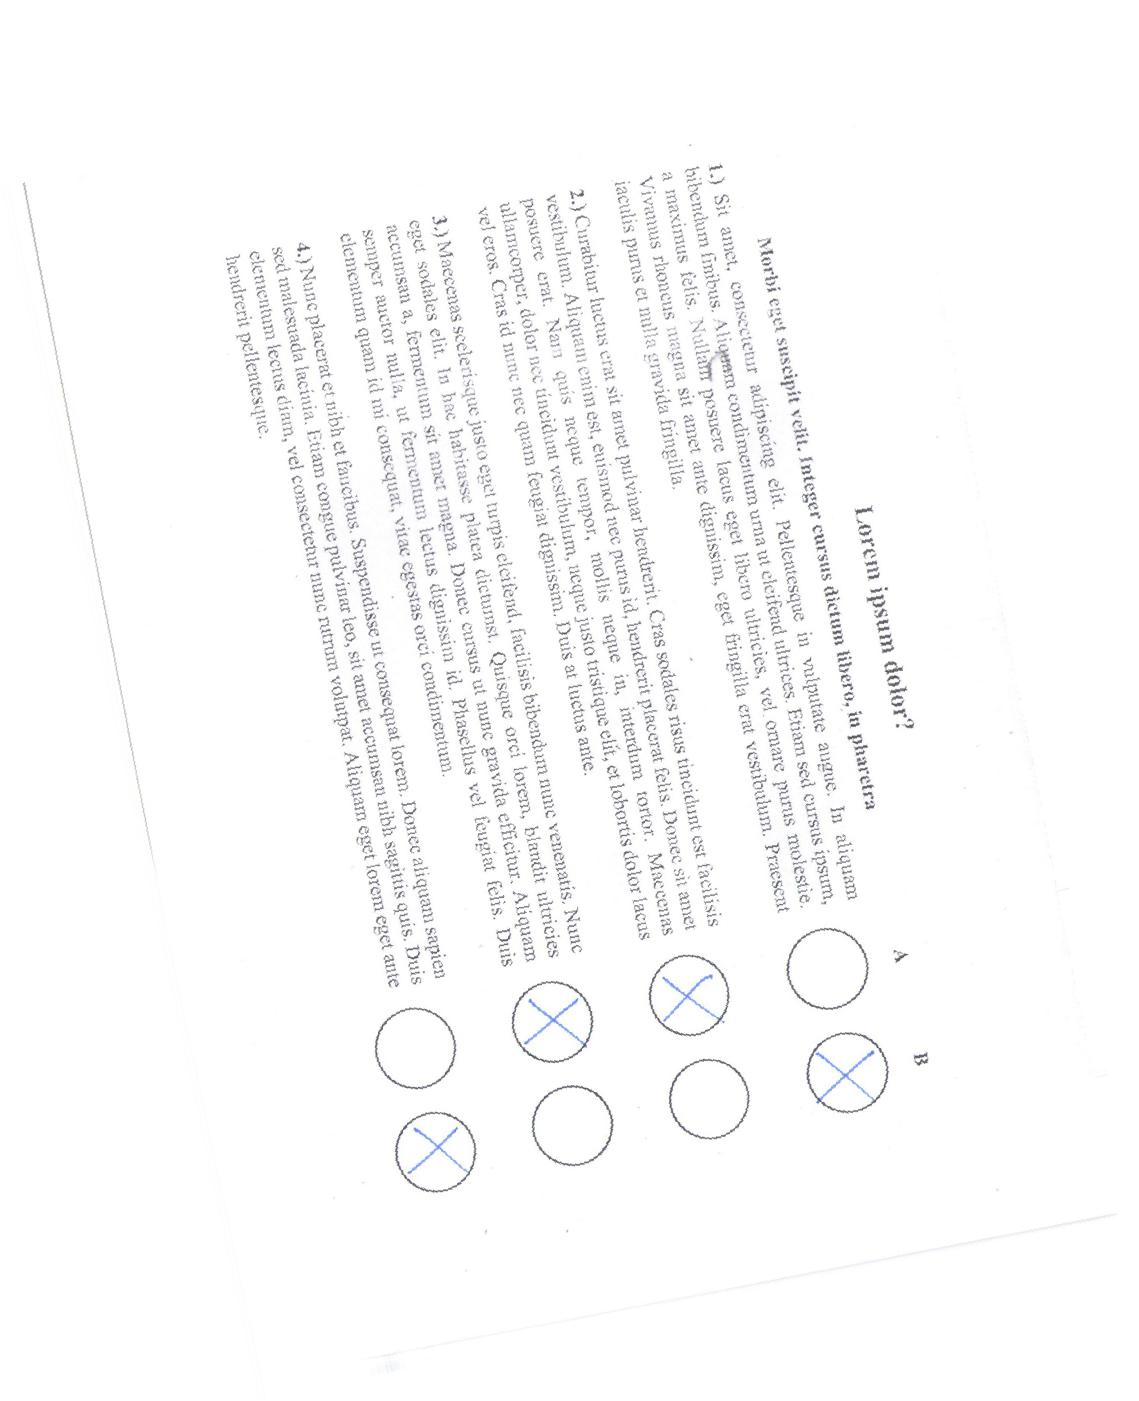 Lorem ipsum dolor?
Morbi eget suscipit velit. Integer cursus dictum libero, in pharetra
A B
1.) Sit amet, consectetur adipiscing elit. Pellentesque in vulputate augue. In aliquam
bibendum finibus. Aliquam condimentum urna ut eleifend ultrices. Etiam sed cursus ipsum,
a maximus felis. Nullam posuere lacus eget libero ultricies, vel ornare purus molestie.
Vivamus rhoncus magna sit amet ante dignissim, eget fringilla erat vestibulum. Praesent
iaculis purus et nulla gravida fringilla.
2.) Curabitur luctus erat sit amet pulvinar hendrerit. Cras sodales risus tincidunt est facilisis
vestibulum. Aliquam enim est, euismod nec purus id, hendrerit placerat felis. Donec sit amet
posuere erat. Nam quis neque tempor, mollis neque in, interdum tortor. Maecenas
ullamcorper, dolor nec tincidunt vestibulum, neque justo tristique elit, et lobortis dolor lacus
vel eros. Cras id nunc nec quam feugiat dignissim. Duis at luctus ante.
3.) Maecenas scelerisque justo eget turpis eleifend, facilisis bibendum nunc venenatis. Nunc
eget sodales elit. In hac habitasse platea dictumst. Quisque orci lorem, blandit ultricies
accumsan a, fermentum sit amet magna. Donec cursus ut nunc gravida efficitur. Aliquam
semper auctor nulla, ut fermentum lectus dignissim id. Phasellus vel feugiat felis. Duis
elementum quam id mi consequat, vitae egestas orci condimentum.
4.) Nunc placerat et nibh et faucibus. Suspendisse ut consequat lorem. Donec aliquam sapien
sed malesuada lacinia. Etiam congue pulvinar leo, sit amet accumsan nibh sagittis quis. Duis
elementum lectus diam, vel consectetur nunc rutrum volutpat. Aliquam eget lorem eget ante
hendrerit pellentesque.